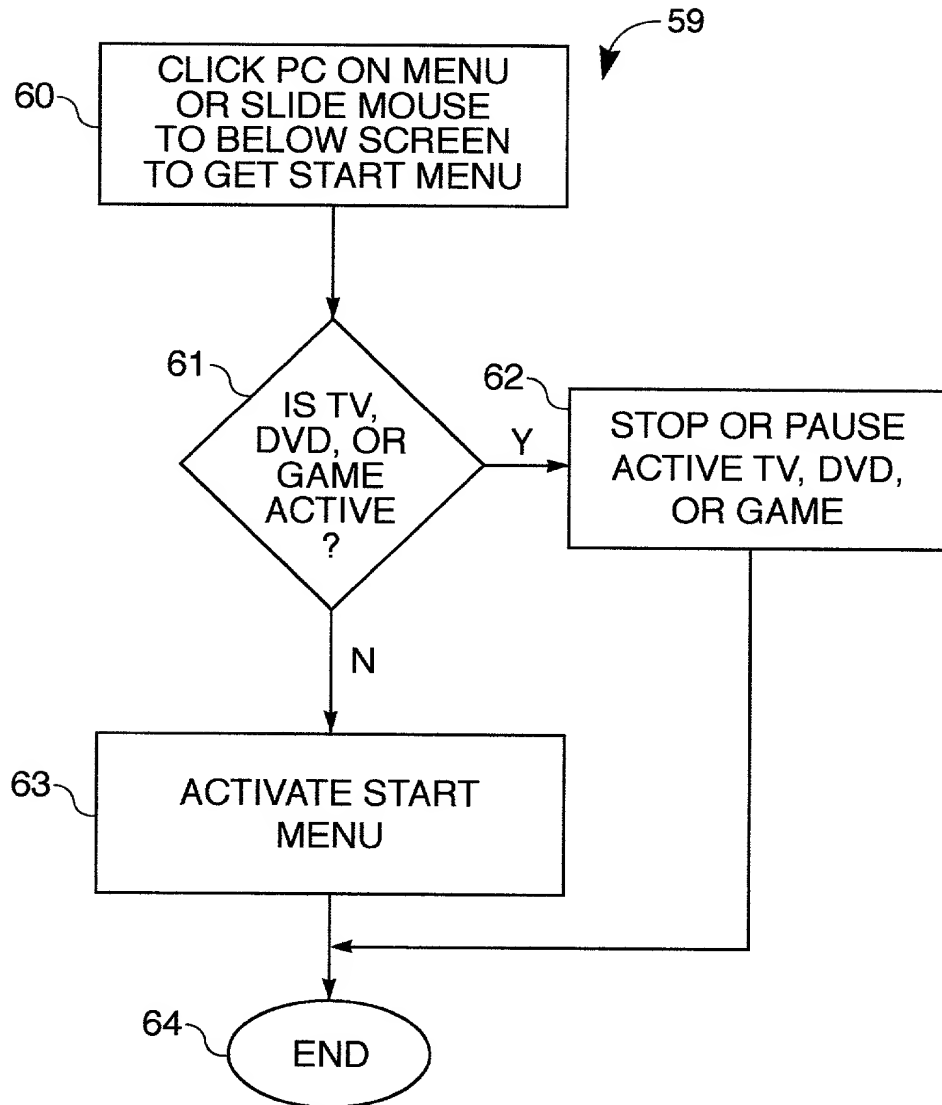 59
60
CLICK PC ON MENU
OR SLIDE MOUSE
TO BELOW SCREEN
TO GET START MENU
61
IS TV,
DVD, OR
GAME
ACTIVE
?
Y
62
STOP OR PAUSE
ACTIVE TV, DVD,
OR GAME
N
63
ACTIVATE START
MENU
64
END